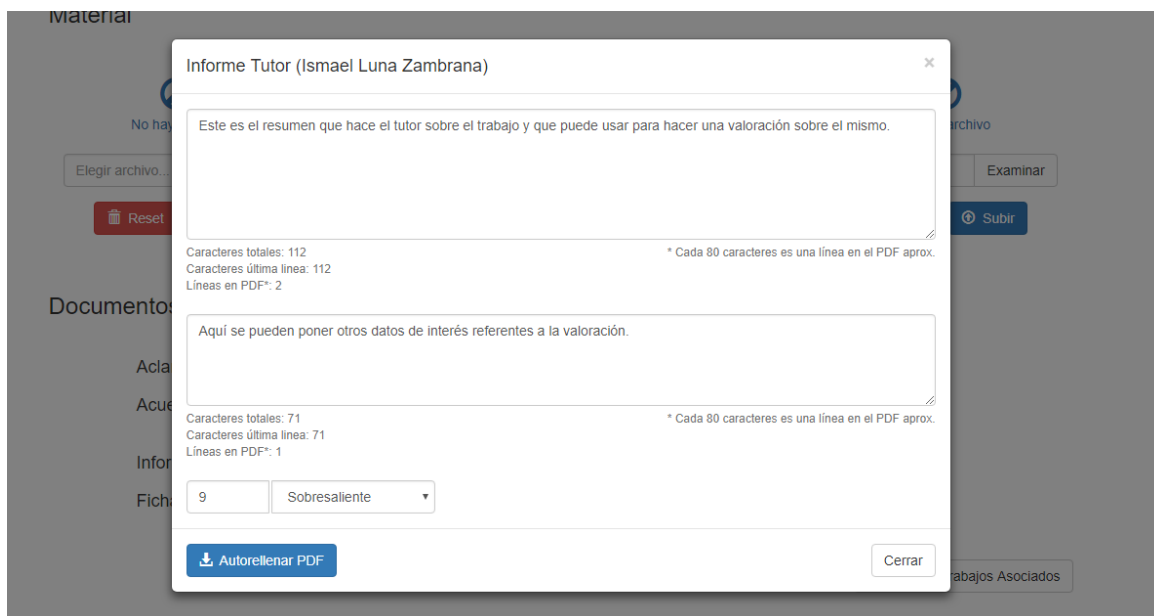 Material
Informe Tutor (Ismael Luna Zambrana)
×
No hay
archivo
Este es el resumen que hace el tutor sobre el trabajo y que puede usar para hacer una valoración sobre el mismo.
Elegir archivo...
Examinar
Reset
Subir
Caracteres totales: 112
* Cada 80 caracteres es una línea en el PDF aprox.
Caracteres última linea: 112
Líneas en PDF*: 2
Documentos
Aquí se pueden poner otros datos de interés referentes a la valoración.
Acla
Acue
Caracteres totales: 71
* Cada 80 caracteres es una línea en el PDF aprox.
Caracteres última linea: 71
Líneas en PDF*: 1
Infor
Ficha
9
Sobresaliente
Autorellenar PDF
Cerrar
rabajos Asociados